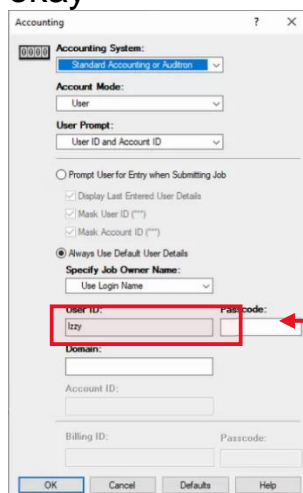 okay
Accounting ? ×
0000 Accounting System:
Standard Accounting or Auditron
Account Mode:
User
User Prompt:
User ID and Account ID
Prompt User for Entry when Submitting Job
Display Last Entered User Details
Mask User ID (***)
Mask Account ID (***)
Always Use Default User Details
Specify Job Owner Name:
Use Login Name
User ID: Passcode:
Izzy
Domain:
Account ID:
Billing ID: Passcode:
OK Cancel Defaults Help